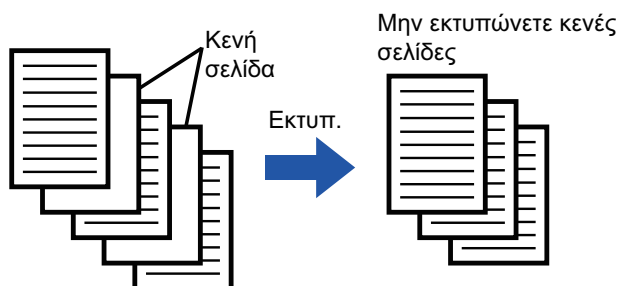 Κενή
σελίδα
Εκτυπ.
Μην εκτυπώνετε κενές
σελίδες